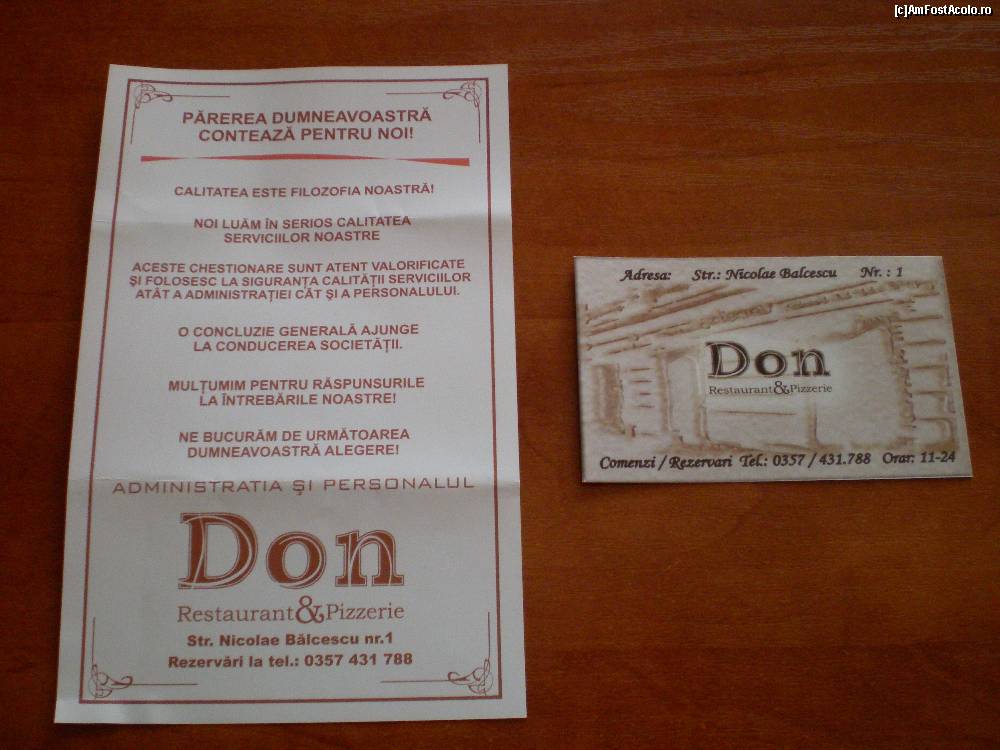 [c]AmFostAcolo.ro
PĂREREA DUMNEAVOASTRĂ
CONTEAZĂ PENTRU NOI!
CALITATEA ESTE FILOZOFIA NOASTRĂ!
NOI LUĂM ÎN SERIOS CALITATEA
SERVICIILOR NOASTRE
ACESTE CHESTIONARE SUNT ATENT VALORIFICATE
ŞI FOLOSESC LA SIGURANŢA CALITĂŢII SERVICIILOR
ATÂT A ADMINISTRAŢIEI CÂT ŞI A PERSONALULUI.
O CONCLUZIE GENERALĂ AJUNGE
LA CONDUCEREA SOCIETĂŢII.
MULŢUMIM PENTRU RĂSPUNSURILE
LA ÎNTREBĂRILE NOASTRE!
NE BUCURĂM DE URMĂTOAREA
DUMNEAVOASTRĂ ALEGERE!
ADMINISTRATIA ŞI PERSONALUL
Don
Restaurant&Pizzerie
Str. Nicolae Bălcescu nr.1
Rezervări la tel.: 0357 431 788
Adresa: Str.: Nicolae Balcescu Nr. : 1
Don
Restaurant&Pizzerie
Comenzi / Rezervari Tel.: 0357 / 431.788 Orar: 11-24